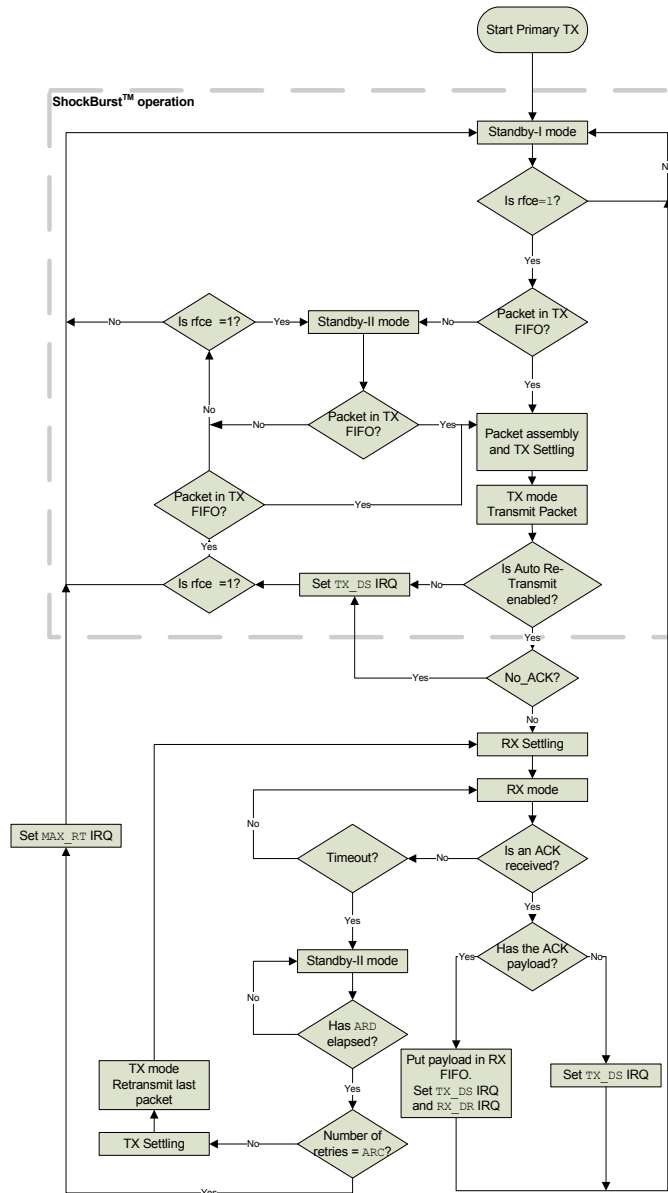 Start Primary TX
ShockBurst™ operation
Standby-I mode
Is rfce=1?
No
Yes
Is rfce =1?
No
Yes
Standby-II mode
No
Packet in TX
FIFO?
Yes
No
Packet in TX
FIFO?
No
Yes
Packet assembly
and TX Settling
Packet in TX
FIFO?
Yes
TX mode
Transmit Packet
Yes
Is rfce =1?
Set TX_DS IRQ
No
Is Auto Re-
Transmit
enabled?
Yes
Yes
No_ACK?
No
RX Settling
RX mode
No
Set MAX_RT IRQ
Timeout?
No
Is an ACK
received?
Yes
Yes
Standby-II mode
Yes
Has the ACK
payload?
No
No
Has ARD
elapsed?
TX mode
Retransmit last
packet
Put payload in RX
FIFO.
Set TX_DS IRQ
and RX_DR IRQ
Set TX_DS IRQ
Yes
TX Settling
No
Number of
retries = ARC?
Yes